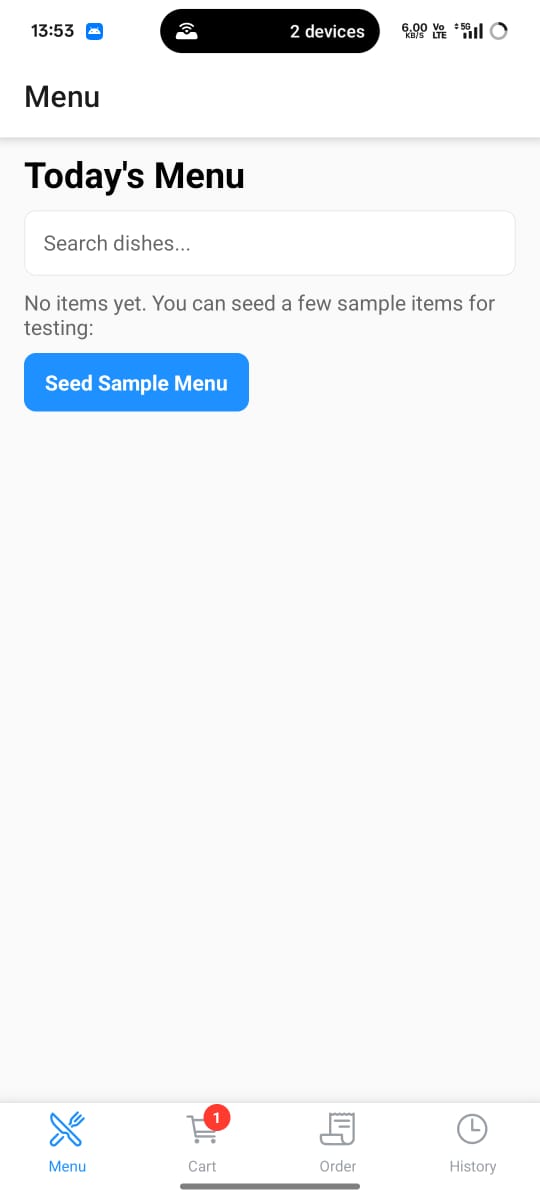 13:53
2 devices
6.00 KB/S Vo LTE 5G
Menu
Today's Menu
Search dishes...
No items yet. You can seed a few sample items for
testing:
Seed Sample Menu
1
Menu
Cart
Order
History